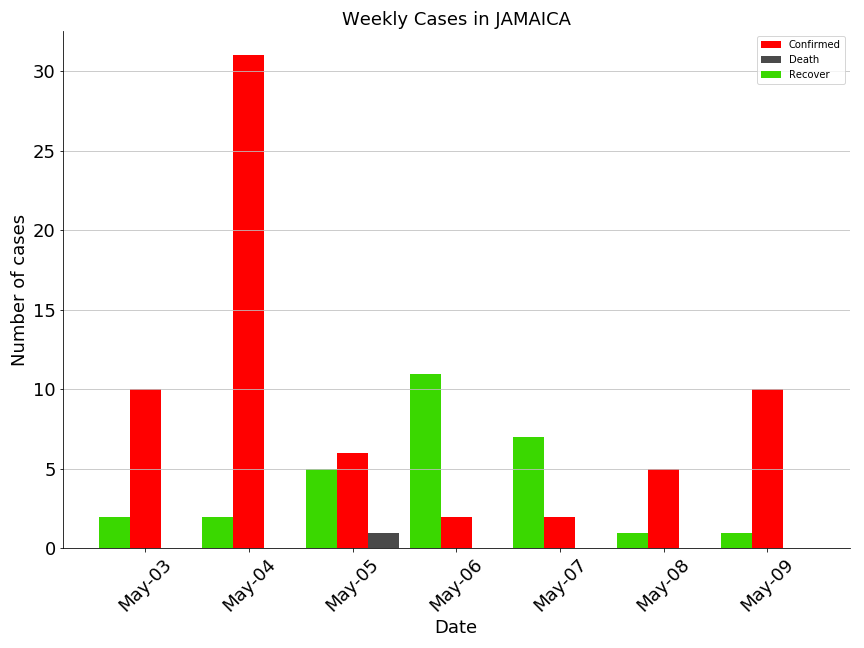 Weekly Cases in JAMAICA
Confirmed
Death
Recover
Number of cases
30
25
20
15
10
5
0
May-03
May-04
May-05
May-06
May-07
May-08
May-09
Date